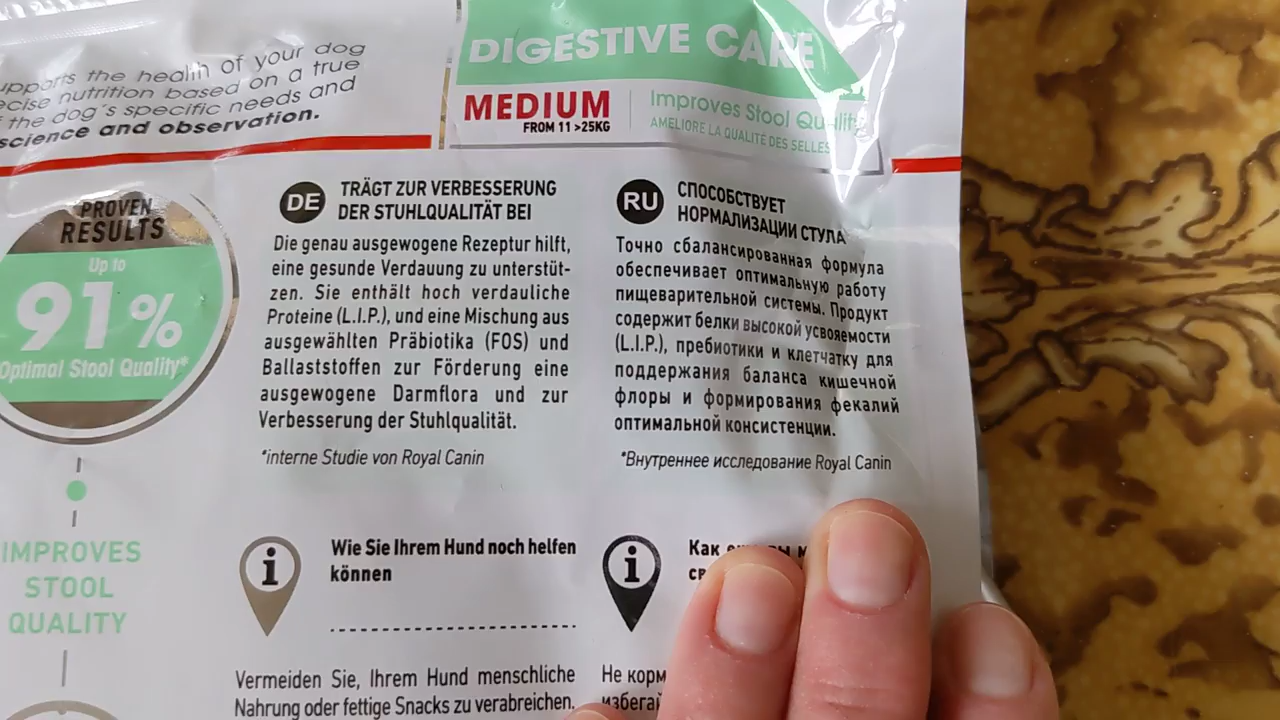 upports the health of your dog
ecise nutrition based on a true
f the dog's specific needs and
science and observation.
DIGESTIVE CARE
MEDIUM
FROM 11 >25KG
Improves Stool Quality
AMÉLIORE LA QUALITÉ DES SELLES
PROVEN
RESULTS
Up to
91%
Optimal Stool Quality*
IMPROVES
STOOL
QUALITY
DE
TRÄGT ZUR VERBESSERUNG
DER STUHLQUALITÄT BEI
Die genau ausgewogene Rezeptur hilft,
eine gesunde Verdauung zu unterstüt-
zen. Sie enthält hoch verdauliche
Proteine (L.I.P.), und eine Mischung aus
ausgewählten Präbiotika (FOS) und
Ballaststoffen zur Förderung eine
ausgewogene Darmflora und zur
Verbesserung der Stuhlqualität.
*interne Studie von Royal Canin
Wie Sie Ihrem Hund noch helfen
können
Vermeiden Sie, Ihrem Hund menschliche
Nahrung oder fettige Snacks zu verabreichen.
RU
СПОСОБСТВУЕТ
НОРМАЛИЗАЦИИ СТУЛА
Точно сбалансированная формула
обеспечивает оптимальную работу
пищеварительной системы. Продукт
содержит белки высокой усвояемости
(L.I.P.), пребиотики и клетчатку для
поддержания баланса кишечной
флоры и формирования фекалий
оптимальной консистенции.
*Внутреннее исследование Royal Canin
Как
Не корм
избегай